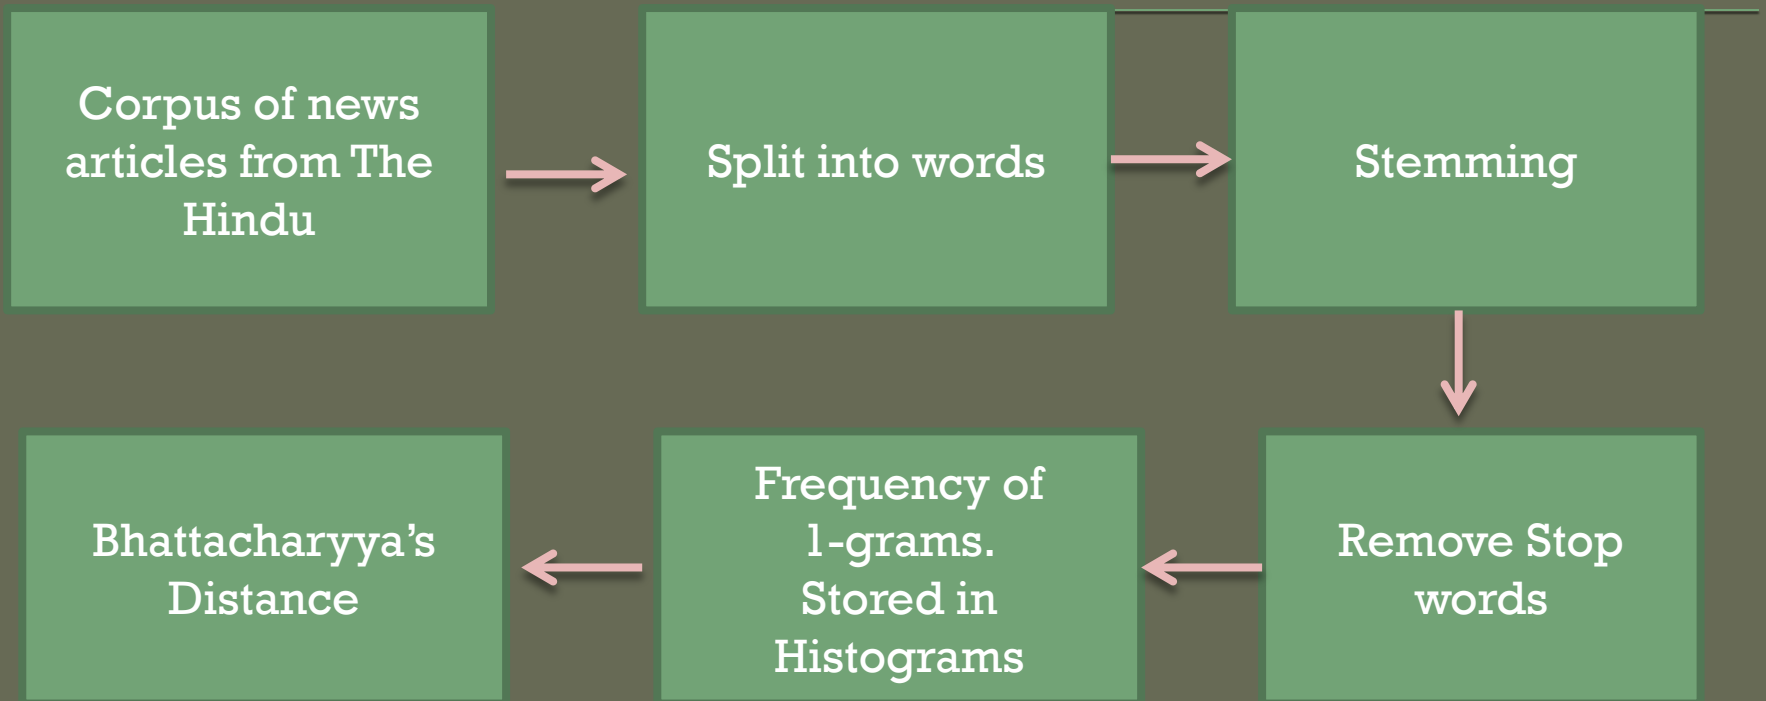 Corpus of news
articles from The
Hindu
Split into words
Stemming
Remove Stop
words
Frequency of
1-grams.
Stored in
Histograms
Bhattacharyya’s
Distance